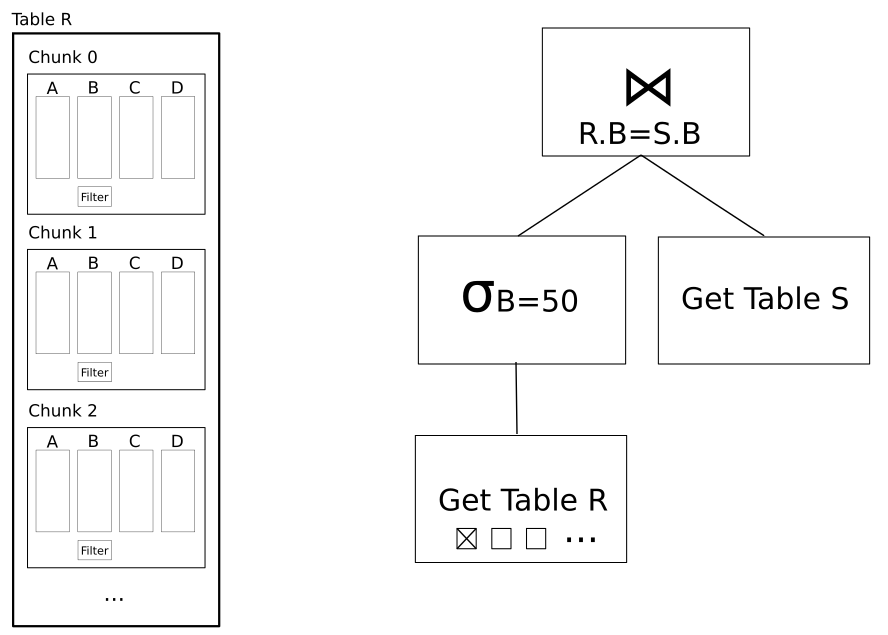 Table R
Chunk 0
A B C D
Filter
Chunk 1
A B C D
Filter
Chunk 2
A B C D
Filter
...
⋈
R.B=S.B
σB=50
Get Table S
Get Table R
☒ ☐ ☐ ...